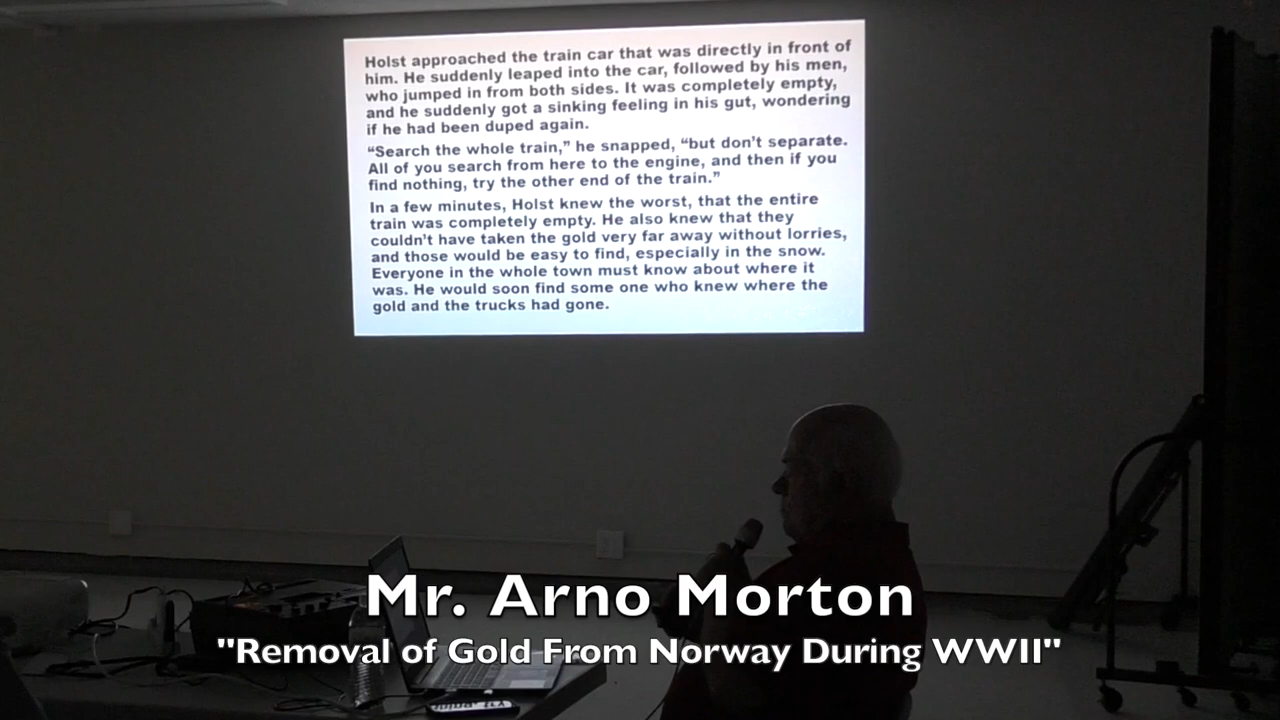 Holst approached the train car that was directly in front of
him. He suddenly leaped into the car, followed by his men,
who jumped in from both sides. It was completely empty,
and he suddenly got a sinking feeling in his gut, wondering
if he had been duped again.
“Search the whole train,” he snapped, “but don’t separate.
All of you search from here to the engine, and then if you
find nothing, try the other end of the train.”
In a few minutes, Holst knew the worst, that the entire
train was completely empty. He also knew that they
couldn’t have taken the gold very far away without lorries,
and those would be easy to find, especially in the snow.
Everyone in the whole town must know about where it
was. He would soon find some one who knew where the
gold and the trucks had gone.
Mr. Arno Morton
"Removal of Gold From Norway During WWII"